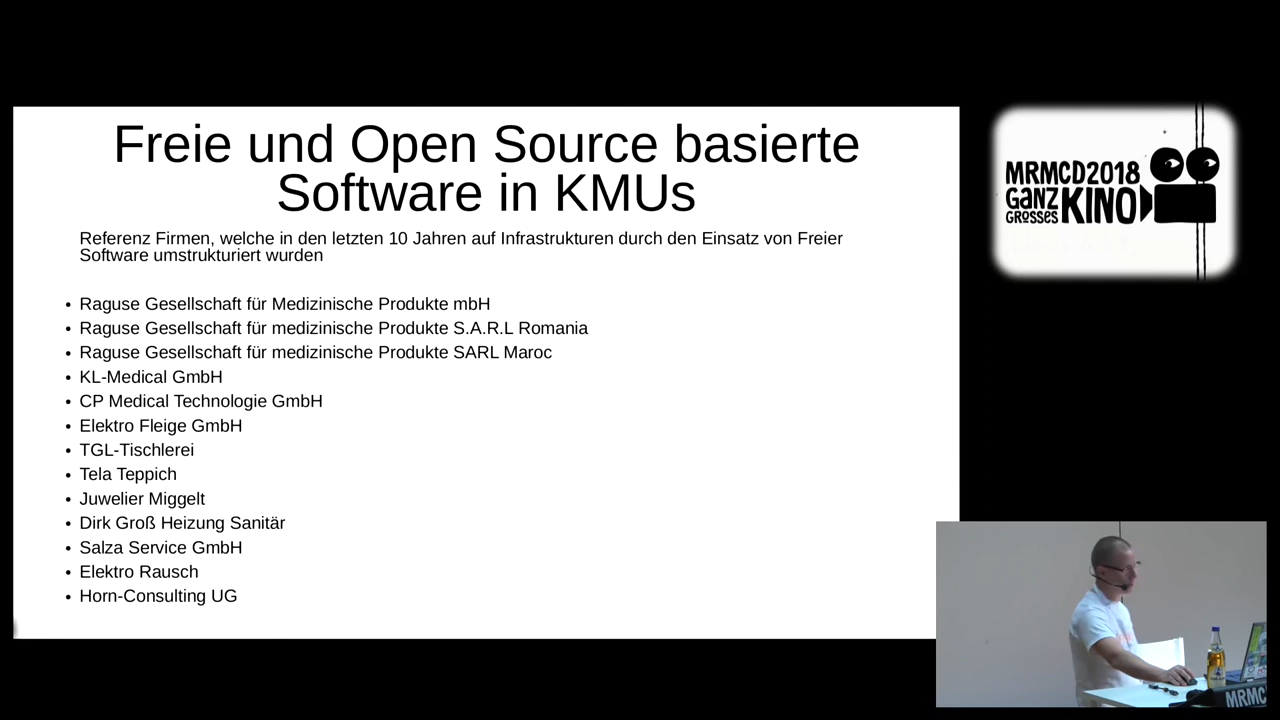 Freie und Open Source basierte
Software in KMUs
Referenz Firmen, welche in den letzten 10 Jahren auf Infrastrukturen durch den Einsatz von Freier
Software umstrukturiert wurden
• Raguse Gesellschaft für Medizinische Produkte mbH
• Raguse Gesellschaft für medizinische Produkte S.A.R.L Romania
• Raguse Gesellschaft für medizinische Produkte SARL Maroc
• KL-Medical GmbH
• CP Medical Technologie GmbH
• Elektro Fleige GmbH
• TGL-Tischlerei
• Tela Teppich
• Juwelier Miggelt
• Dirk Groß Heizung Sanitär
• Salza Service GmbH
• Elektro Rausch
• Horn-Consulting UG
MRMCD2018
GANZ
GROSSES
KINO
MRMC